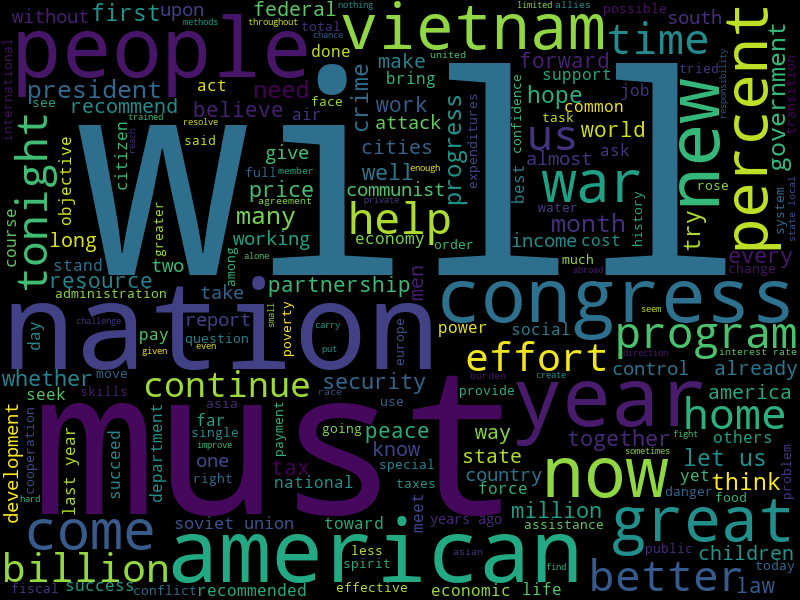 without
first
upon
federal
methods
throughout
nothing
total
chance
limited
allies
possible
south
united
people
vietnam
time
percent
international
president
act
need
face
air
crime
make
bring
forward
support
tried
job
see
recommend
believe
work
hope
common
trained
resolve
said
attack
confidence
task
world
government
transition
responsibility
will
new
us
tonight
objective
citizen
give
full
member
cities
well
progress
expenditures
almost
ask
best
rose
system
state local
reach
greater
price
agreement
private
enough
communist
war
water
history
try
many
help
month
course
long
working
economy
order
income
cost
every
stand
two
among
alone
men
much
abroad
change
resource
partnership
congress
administration
take
nation
day
challenge
report
small
poverty
carry
europe
power
social
seem
program
question
put
pay
given
even
effort
direction
interest rate
whether
move
security
control
already
seek
skills
continue
race
use
burden
create
provide
year
america
must
development
cooperation
last year
succeed
department
far
asia
single
payment
going
peace
way
together
home
others
fight
one
improve
know
state
now
let us
right
tax
national
special
country
sometimes
yet
think
problem
hard
taxes
meet
force
million
danger
food
come
soviet union
toward
years ago
assistance
great
american
less
spirit
asian
find
public
children
billion
fiscal
success
conflict
recommended
effective
economic
life
better
law
today